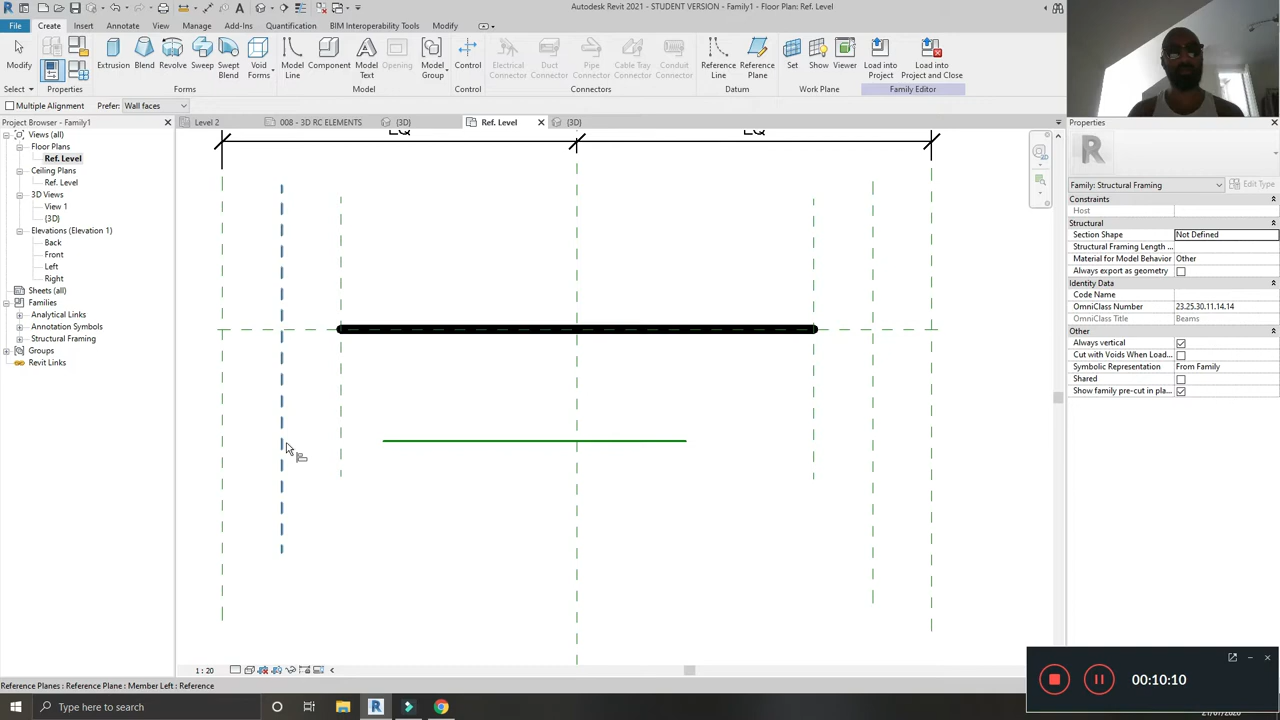 Autodesk Revit 2021 - STUDENT VERSION - Family1 - Floor Plan: Ref. Level
File Create Insert Annotate View Manage Add-Ins Quantification BIM Interoperability Tools Modify
Modify
Extrusion Blend Revolve Sweep Swept Blend Void Forms
Model Line Component Model Text Opening Model Group
Control
Electrical Connector Duct Connector Pipe Connector Cable Tray Connector Conduit Connector
Reference Line Reference Plane
Set Show Viewer
Load into Project Load into Project and Close
Select Properties Forms Model Control Connectors Datum Work Plane Family Editor
Multiple Alignment Prefer: Wall faces
Project Browser - Family1
Level 2 008 - 3D RC ELEMENTS {3D} Ref. Level {3D}
Views (all)
Floor Plans
Ref. Level
Ceiling Plans
Ref. Level
3D Views
View 1
{3D}
Elevations (Elevation 1)
Back
Front
Left
Right
Sheets (all)
Families
Analytical Links
Annotation Symbols
Structural Framing
Groups
Revit Links
EQ EQ
Properties
R
Family: Structural Framing Edit Type
Constraints
Host
Structural
Section Shape Not Defined
Structural Framing Length ...
Material for Model Behavior Other
Always export as geometry
Identity Data
Code Name
OmniClass Number 23.25.30.11.14.14
OmniClass Title Beams
Other
Always vertical
Cut with Voids When Load...
Symbolic Representation From Family
Shared
Show family pre-cut in pla...
1 : 20
Reference Planes : Reference Plane : Member Left : Reference
00:10:10
Type here to search